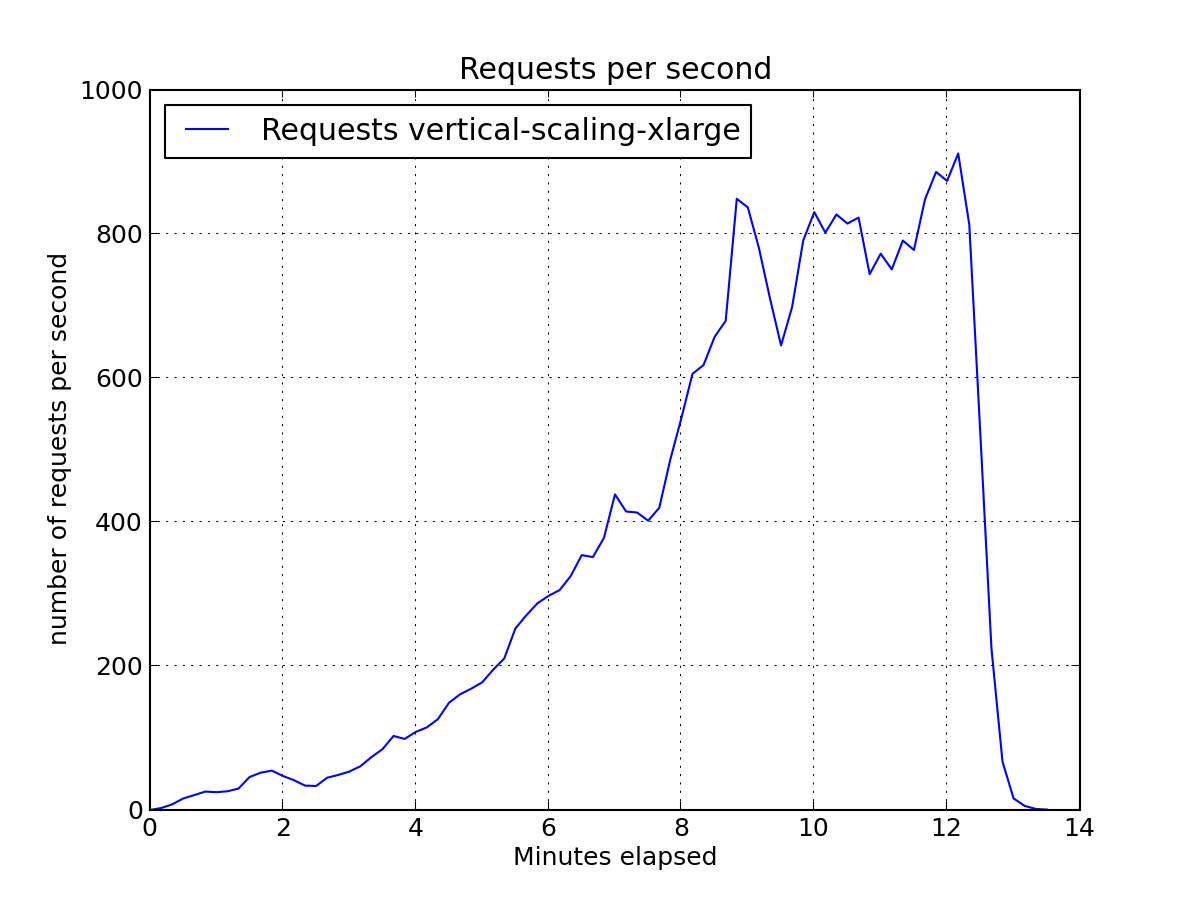 Requests per second
Requests vertical-scaling-xlarge
number of requests per second
1000
800
600
400
200
0
0 2 4 6 8 10 12 14
Minutes elapsed